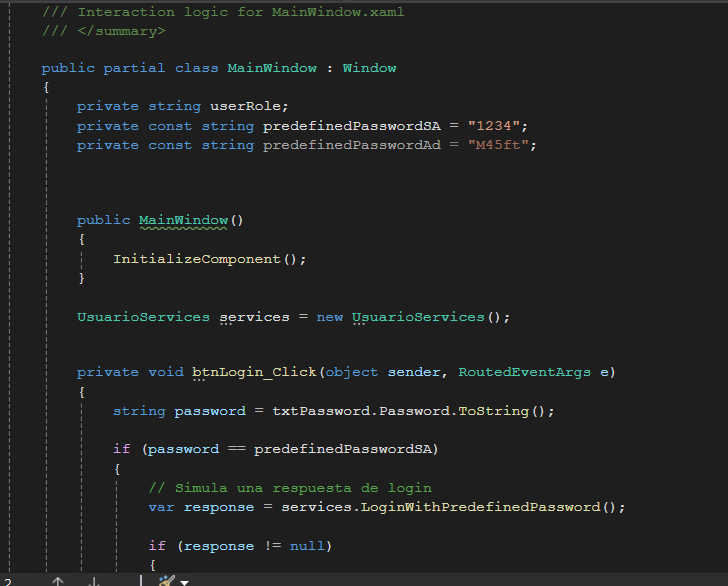 /// Interaction logic for MainWindow.xaml
/// </summary>
public partial class MainWindow : Window
{
private string userRole;
private const string predefinedPasswordSA = "1234";
private const string predefinedPasswordAd = "M45ft";
public MainWindow()
{
InitializeComponent();
}
UsuarioServices services = new UsuarioServices();
private void btnLogin_Click(object sender, RoutedEventArgs e)
{
string password = txtPassword.Password.ToString();
if (password == predefinedPasswordSA)
{
// Simula una respuesta de login
var response = services.LoginWithPredefinedPassword();
if (response != null)
{
2